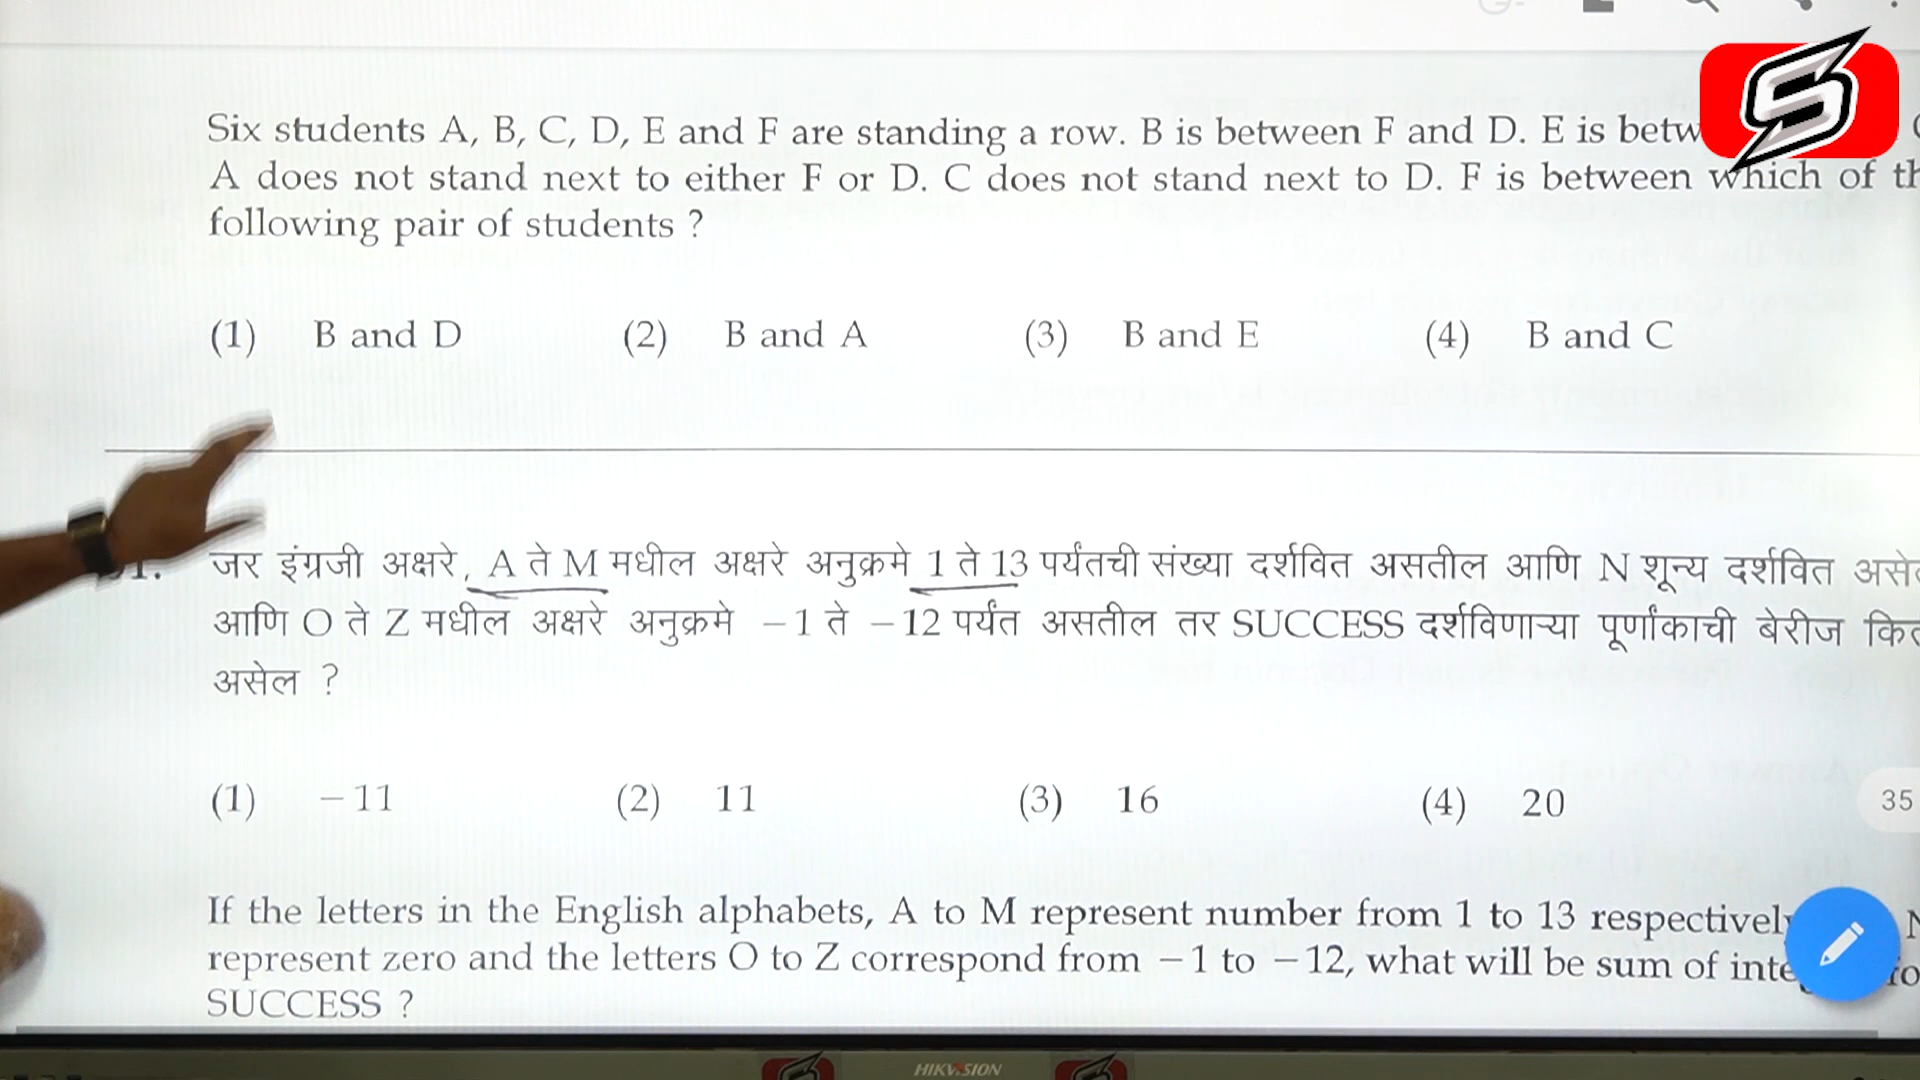 Six students A, B, C, D, E and F are standing a row. B is between F and D. E is
A does not stand next to either F or D. C does not stand next to D. F is between which of
following pair of students ?
(1) B and D (2) B and A (3) B and E (4) B and C
जर इंग्रजी अक्षरे, A ते M मधील अक्षरे अनुक्रमे 1 ते 13 पर्यंतची संख्या दर्शवित असतील आणि N शून्य दर्शवित
आणि O ते Z मधील अक्षरे अनुक्रमे −1 ते −12 पर्यंत असतील तर SUCCESS दर्शविणाऱ्या पूर्णांकाची बेरीज
असेल ?
(1) −11 (2) 11 (3) 16 (4) 20
35
If the letters in the English alphabets, A to M represent number from 1 to 13
represent zero and the letters O to Z correspond from −1 to −12, what will be sum of
SUCCESS ?
HIKVISION